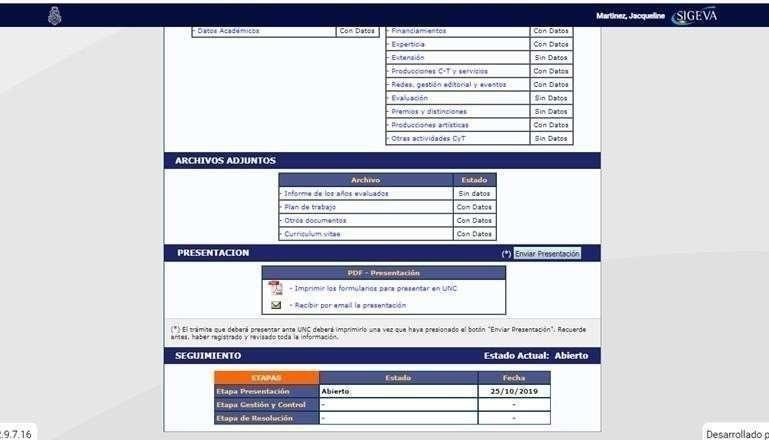 Martinez, Jacqueline SIGEVA
- Datos Académicos Con Datos
- Financiamientos Con Datos
- Experticia Con Datos
- Extensión Sin Datos
- Producciones C-T y servicios Con Datos
- Redes, gestión editorial y eventos Con Datos
- Evaluación Sin Datos
- Premios y distinciones Sin Datos
- Producciones artísticas Con Datos
- Otras actividades CyT Sin Datos
ARCHIVOS ADJUNTOS
Archivo Estado
- Informe de los años evaluados Sin datos
- Plan de trabajo Con Datos
- Otros documentos Con Datos
- Curriculum vitae Con Datos
PRESENTACION (*) Enviar Presentación
PDF - Presentación
- Imprimir los formularios para presentar en UNC
- Recibir por email la presentación
(*) El trámite que deberá presentar ante UNC deberá imprimirlo una vez que haya presionado el botón "Enviar Presentación". Recuerde
antes, haber registrado y revisado toda la información.
SEGUIMIENTO Estado Actual: Abierto
ETAPAS Estado Fecha
Etapa Presentación Abierto 25/10/2019
Etapa Gestión y Control - -
Etapa de Resolución - -
2.9.7.16 Desarrollado p